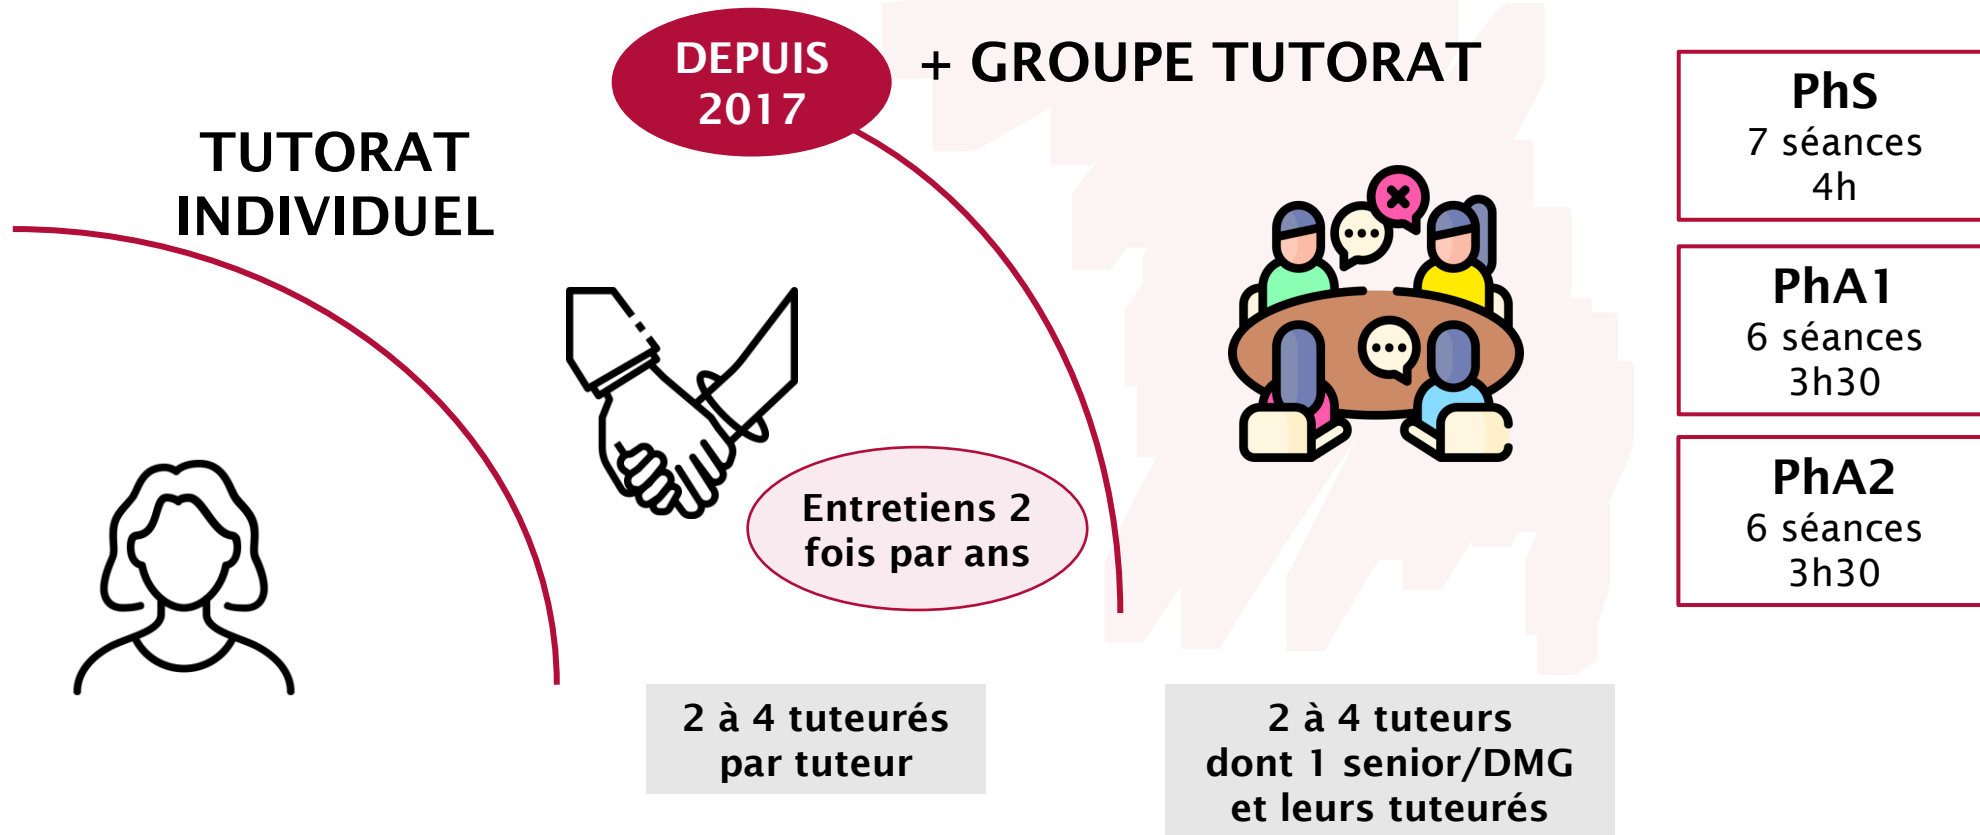 TUTORAT
INDIVIDUEL
DEPUIS
2017
+ GROUPE TUTORAT
Entretiens 2
fois par ans
2 à 4 tuteurés
par tuteur
2 à 4 tuteurs
dont 1 senior/DMG
et leurs tuteurés
PhS
7 séances
4h
PhA1
6 séances
3h30
PhA2
6 séances
3h30